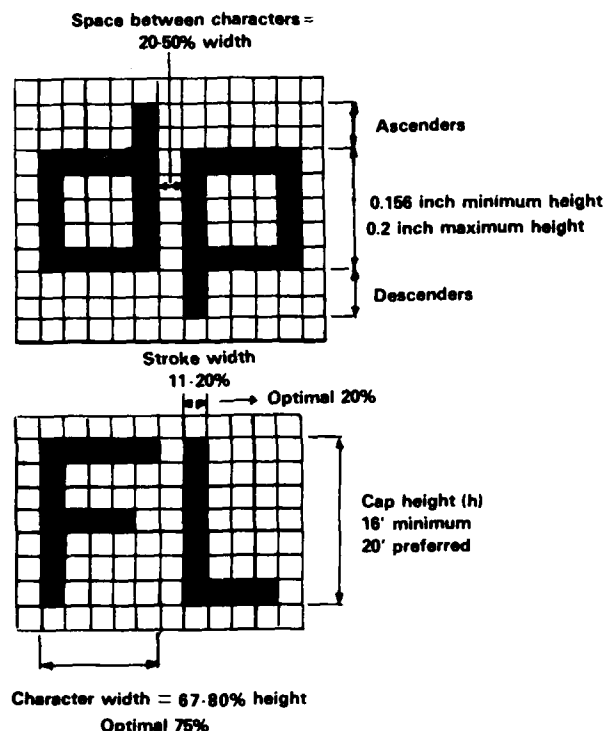 Space between characters =
20-50% width
Ascenders
0.156 inch minimum height
0.2 inch maximum height
Descenders
Stroke width
11-20%
Optimal 20%
Cap height (h)
16' minimum
20' preferred
Character width = 67-80% height
Optimal 75%